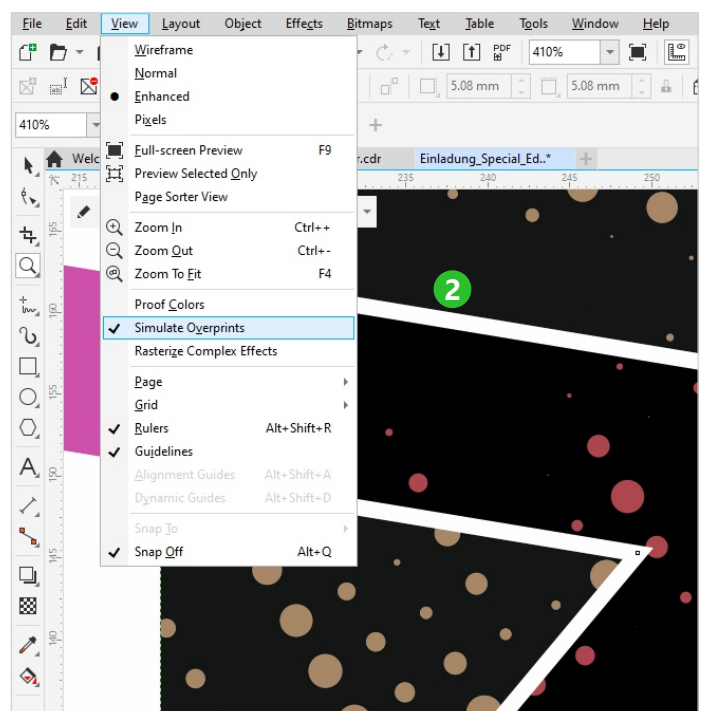 File Edit View Layout Object Effects Bitmaps Text Table Tools Window Help
PDF 410%
5.08 mm 5.08 mm
410%
Welc r.cdr Einladung_Special_Ed..*
215 235 240 245 250
165
160
155
150
145
140
Wireframe
Normal
Enhanced
Pixels
Full-screen Preview F9
Preview Selected Only
Page Sorter View
Zoom In Ctrl++
Zoom Out Ctrl+-
Zoom To Fit F4
Proof Colors
Simulate Overprints
Rasterize Complex Effects
Page
Grid
Rulers Alt+Shift+R
Guidelines
Alignment Guides Alt+Shift+A
Dynamic Guides Alt+Shift+D
Snap To
Snap Off Alt+Q
2